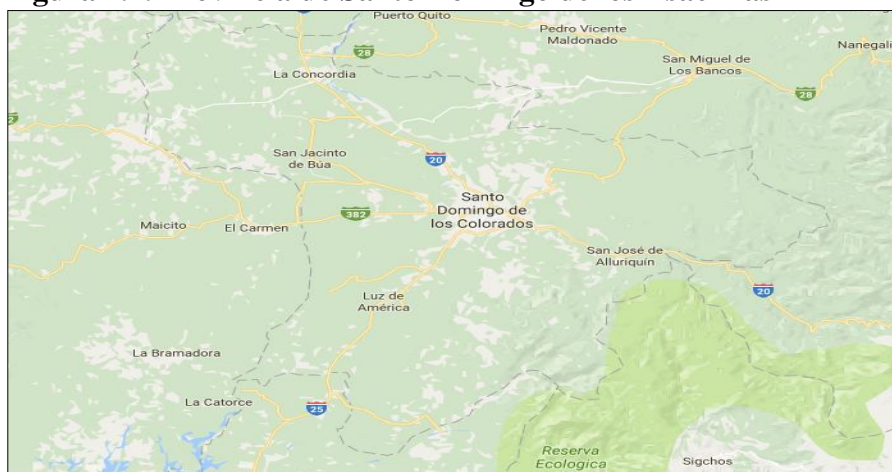 Puerto Quito
Pedro Vicente
Maldonado
Nanegali
28
La Concordia
San Miguel de
Los Bancos
28
San Jacinto
de Búa
20
Santo
Domingo de
los Colorados
382
Maicito
El Carmen
San José de
Alluriquín
20
Luz de
América
La Bramadora
La Catorce
25
Reserva
Ecologica
Sigchos